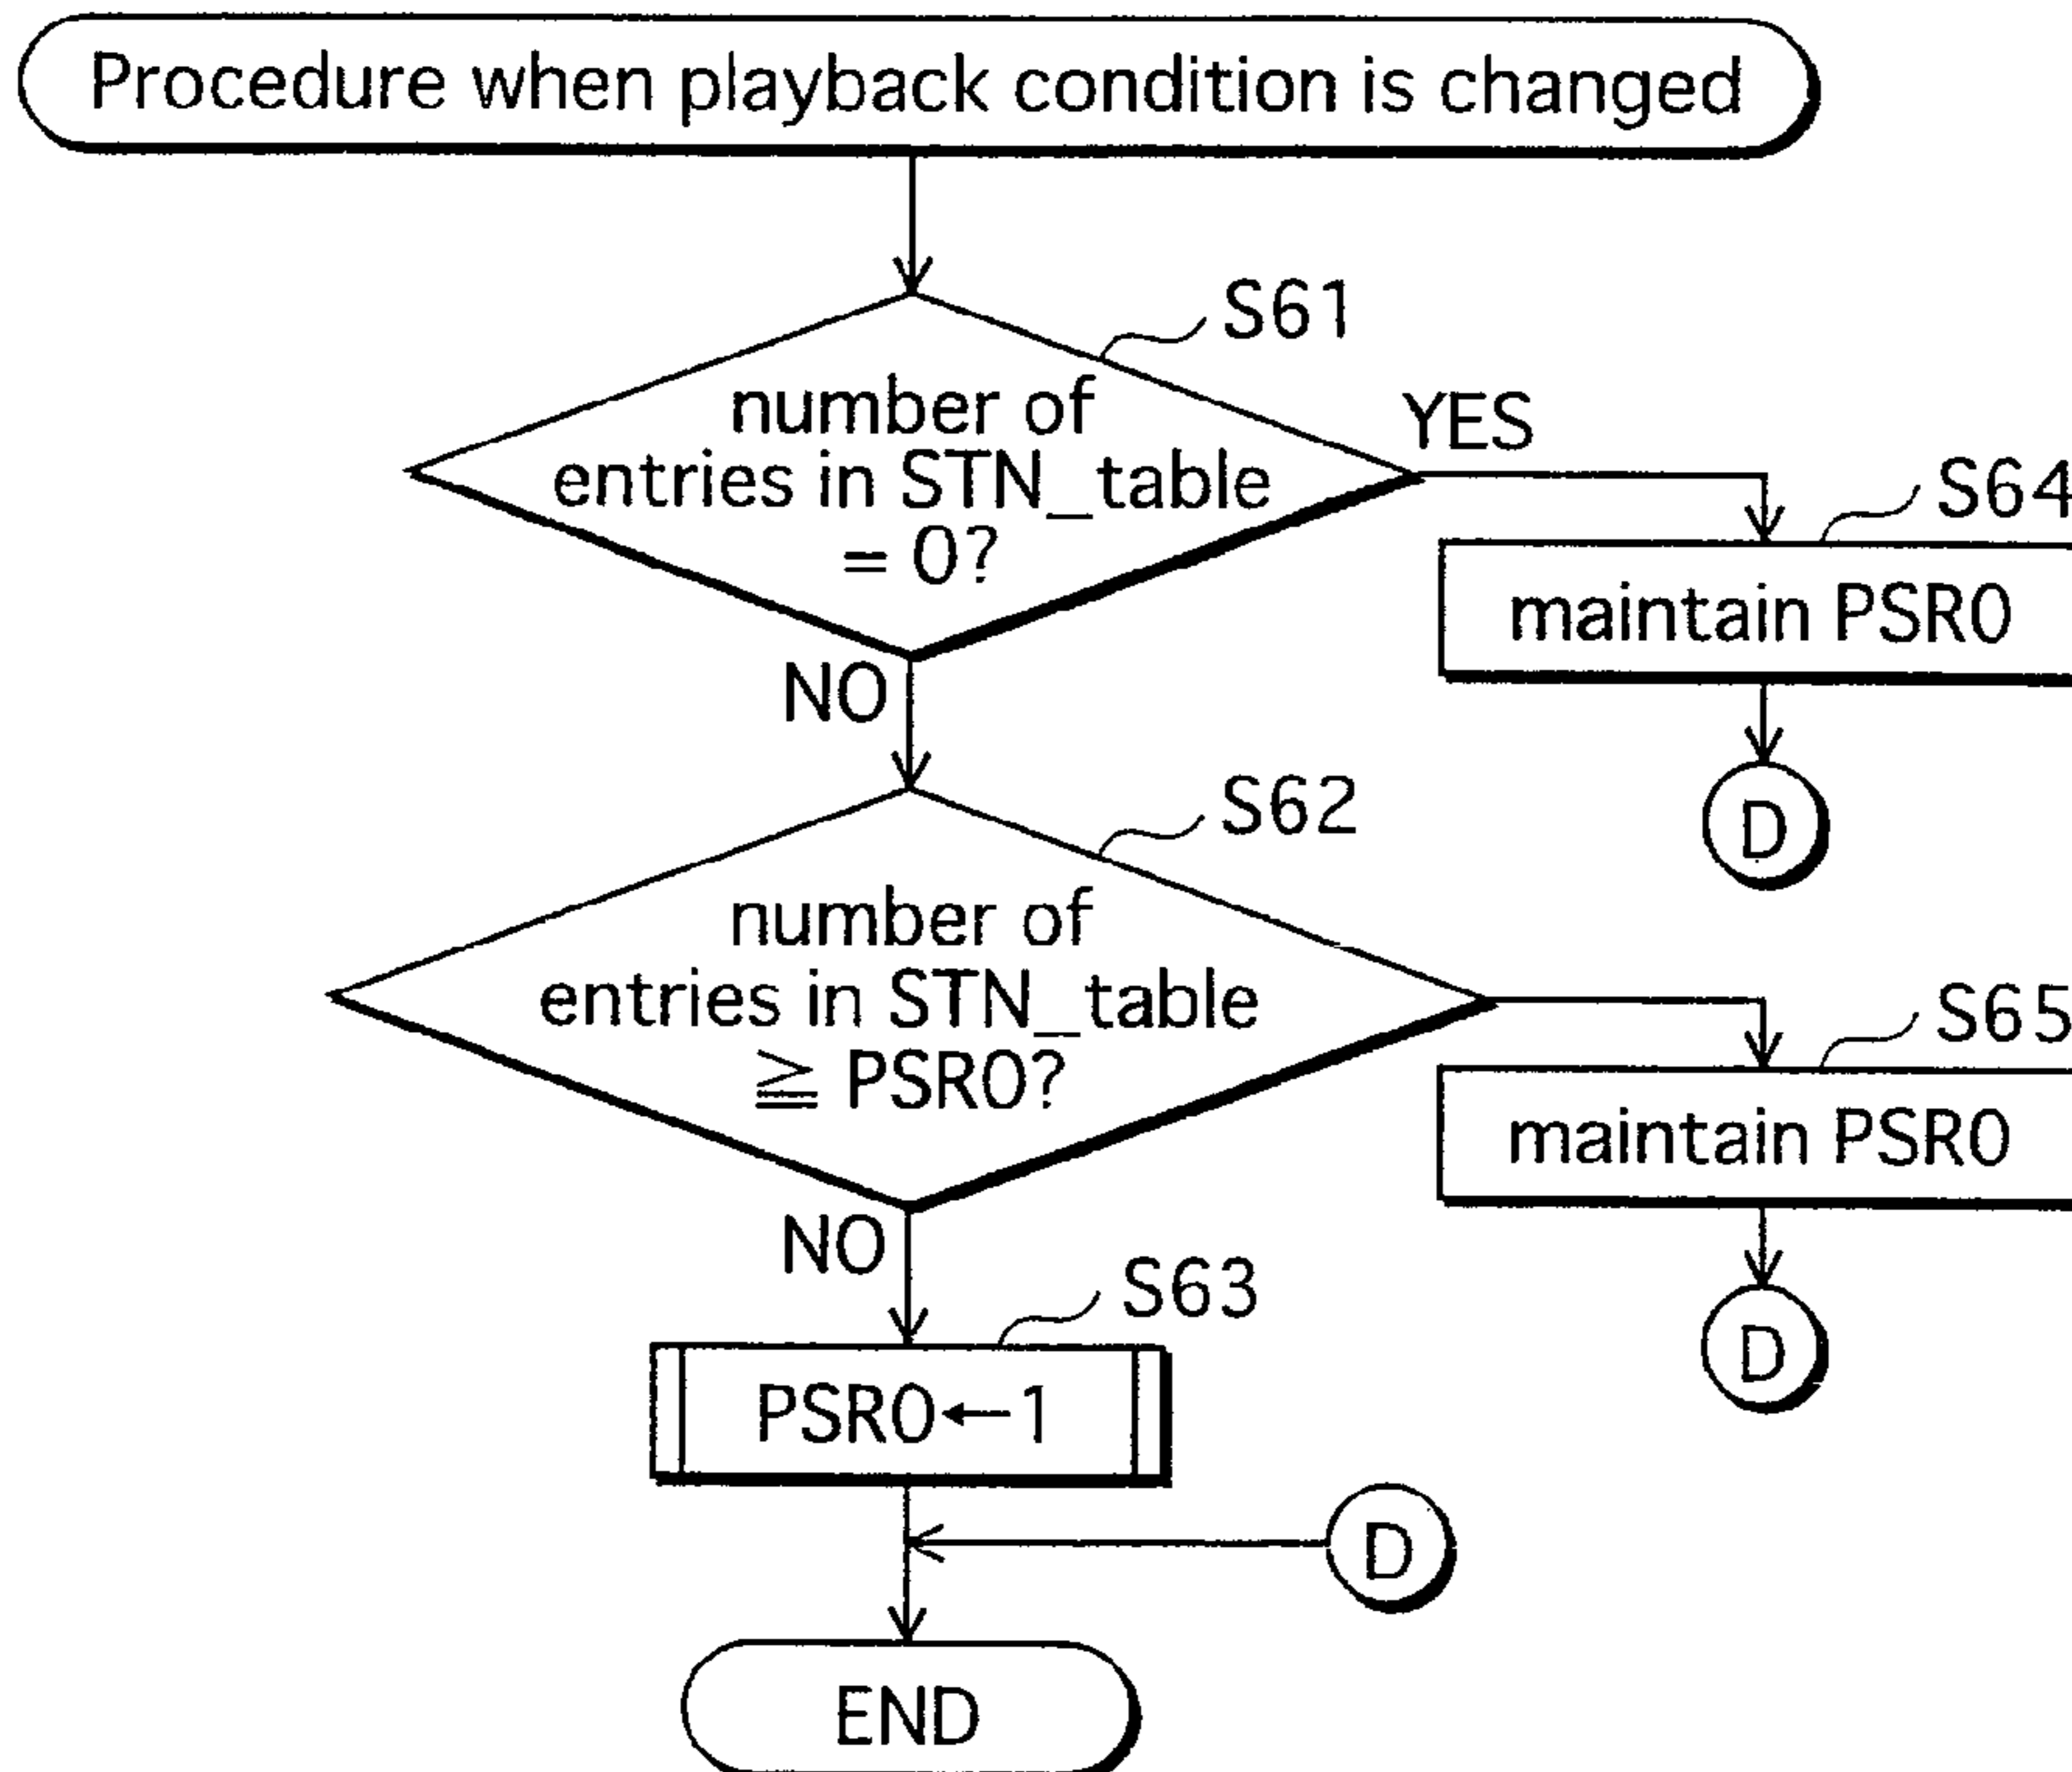 Procedure when playback condition is changed
S61
number of
entries in STN_table
= 0?
YES
S64
maintain PSR0
D
NO
S62
number of
entries in STN_table
≧ PSR0?
S65
maintain PSR0
D
NO
S63
PSR0←1
D
END